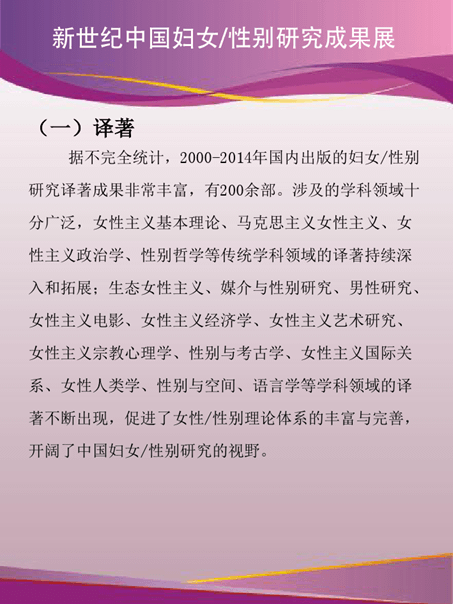 新世纪中国妇女/性别研究成果展
（一）译著
据不完全统计，2000-2014年国内出版的妇女/性别
研究译著成果非常丰富，有200余部。涉及的学科领域十
分广泛，女性主义基本理论、马克思主义女性主义、女
性主义政治学、性别哲学等传统学科领域的译著持续深
入和拓展；生态女性主义、媒介与性别研究、男性研究、
女性主义电影、女性主义经济学、女性主义艺术研究、
女性主义宗教心理学、性别与考古学、女性主义国际关
系、女性人类学、性别与空间、语言学等学科领域的译
著不断出现，促进了女性/性别理论体系的丰富与完善，
开阔了中国妇女/性别研究的视野。